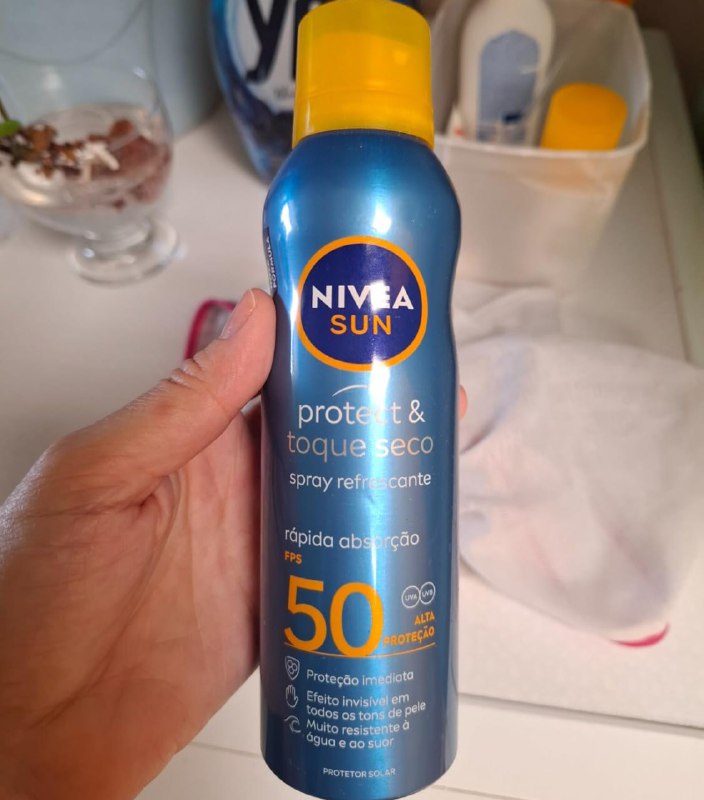 NIVEA
SUN
protect &
toque seco
spray refrescante
rápida absorção
FPS
50
UVA UVB
ALTA
PROTEÇÃO
Proteção imediata
Efeito invisível em
todos os tons de pele
Muito resistente à
água e ao suor
PROTETOR SOLAR
FÓRMULA